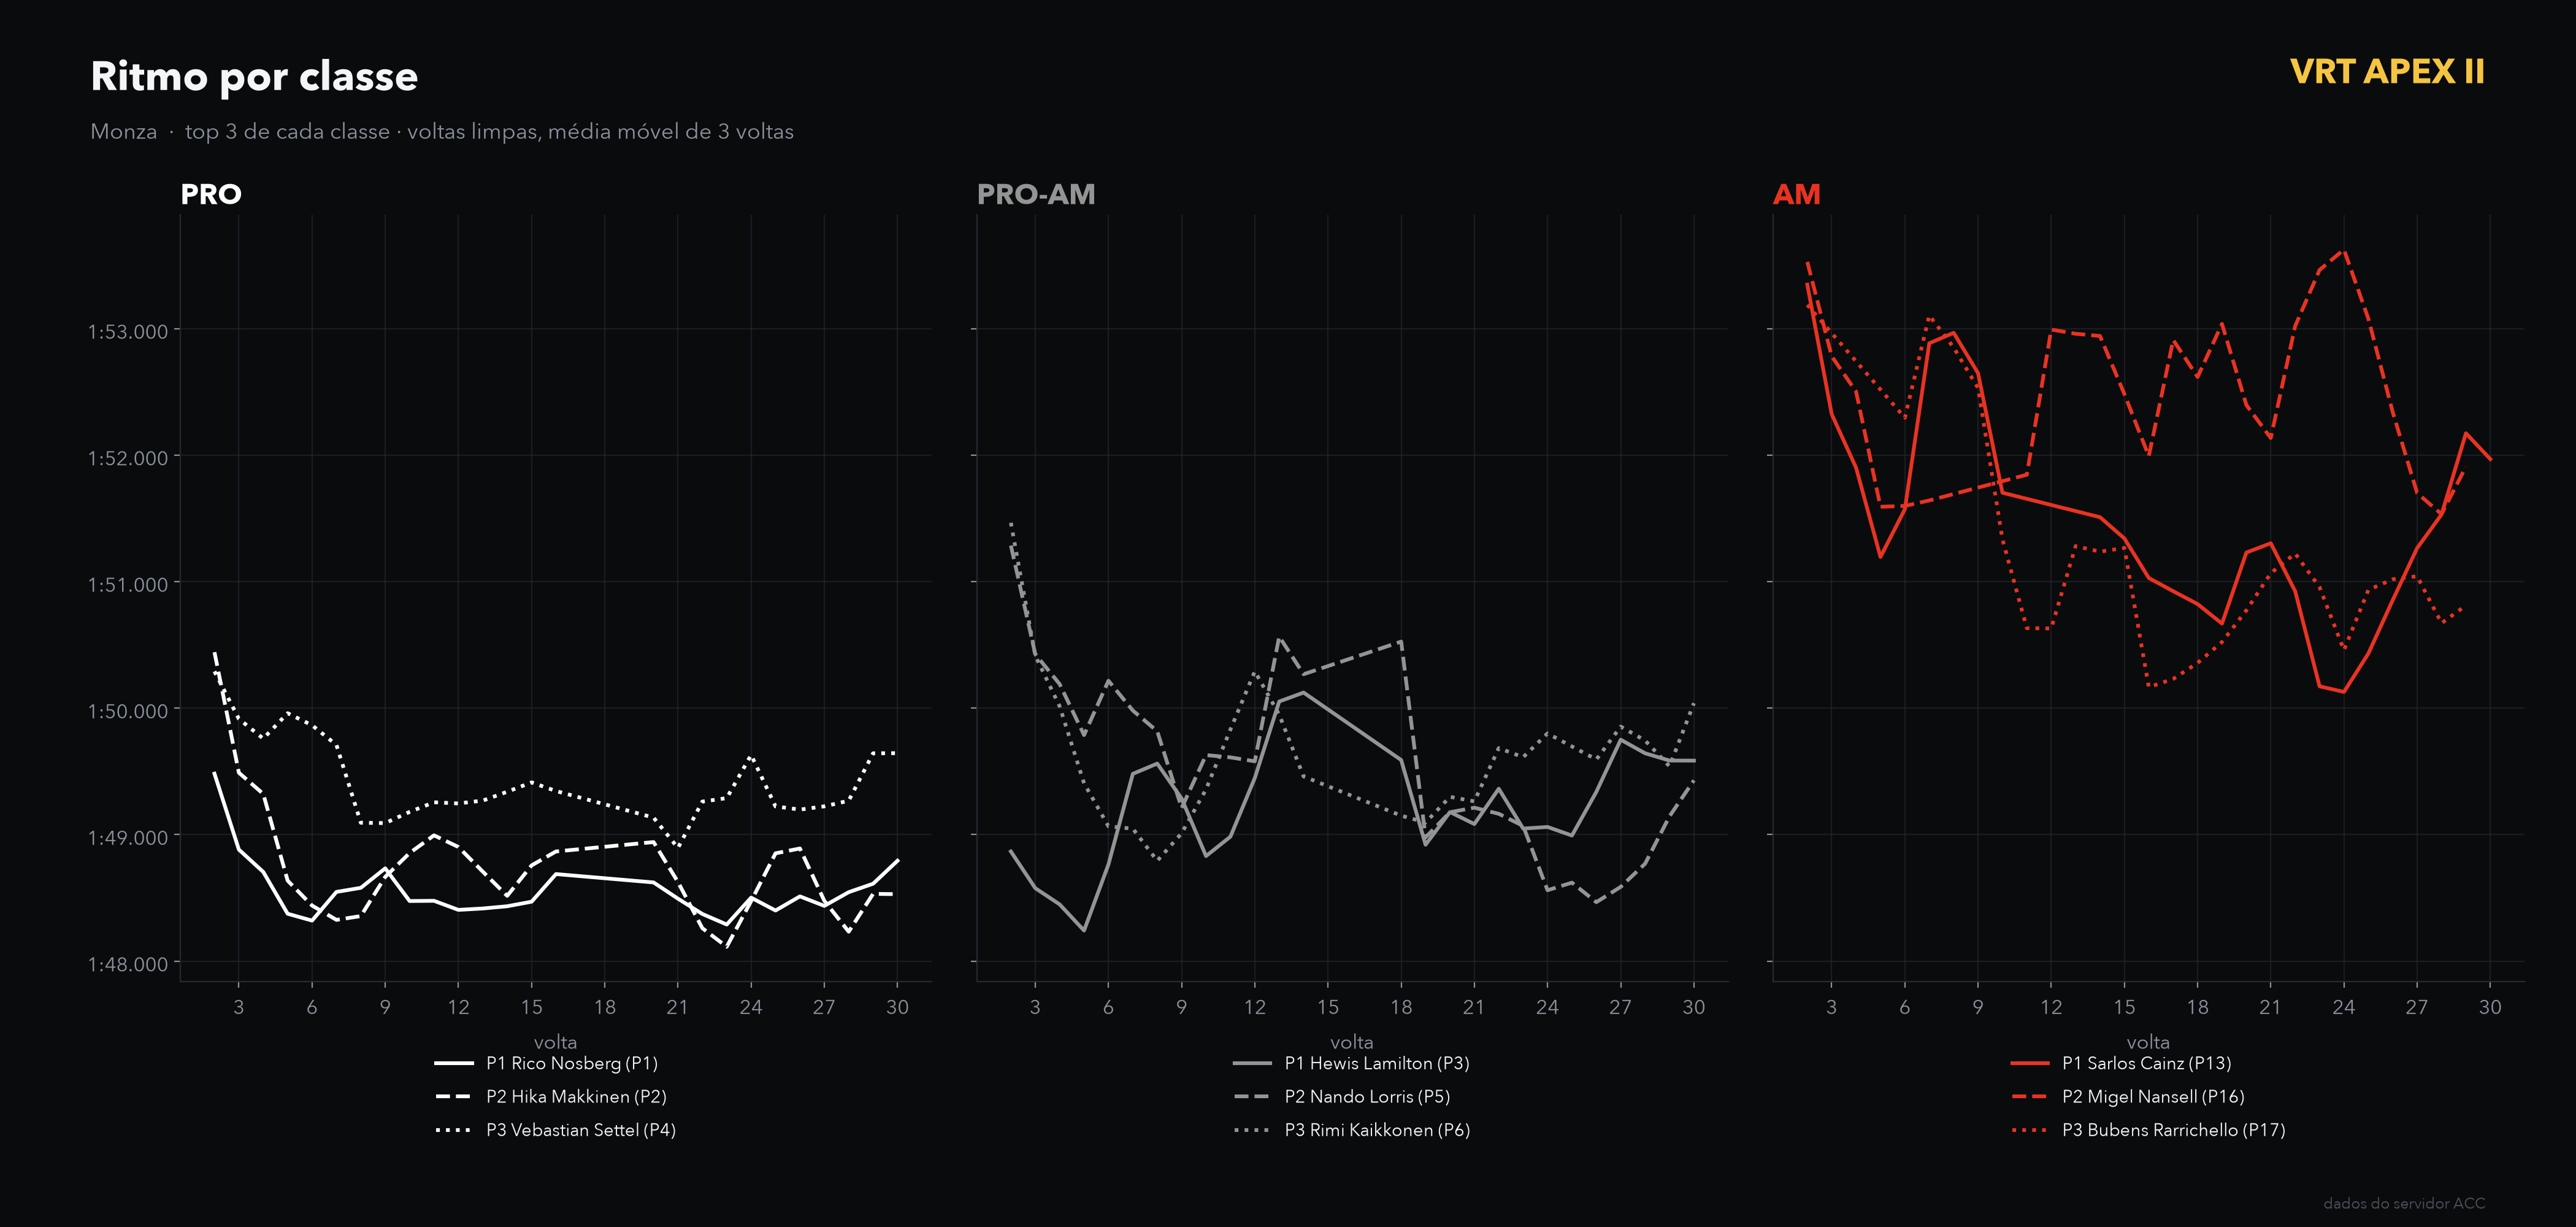 Ritmo por classe
VRT APEX II
Monza · top 3 de cada classe · voltas limpas, média móvel de 3 voltas
PRO
PRO-AM
AM
1:53.000
1:52.000
1:51.000
1:50.000
1:49.000
1:48.000
3 6 9 12 15 18 21 24 27 30
3 6 9 12 15 18 21 24 27 30
3 6 9 12 15 18 21 24 27 30
volta
volta
volta
P1 Rico Nosberg (P1)
P2 Hika Makkinen (P2)
P3 Vebastian Settel (P4)
P1 Hewis Lamilton (P3)
P2 Nando Lorris (P5)
P3 Rimi Kaikkonen (P6)
P1 Sarlos Cainz (P13)
P2 Migel Nansell (P16)
P3 Bubens Rarrichello (P17)
dados do servidor ACC